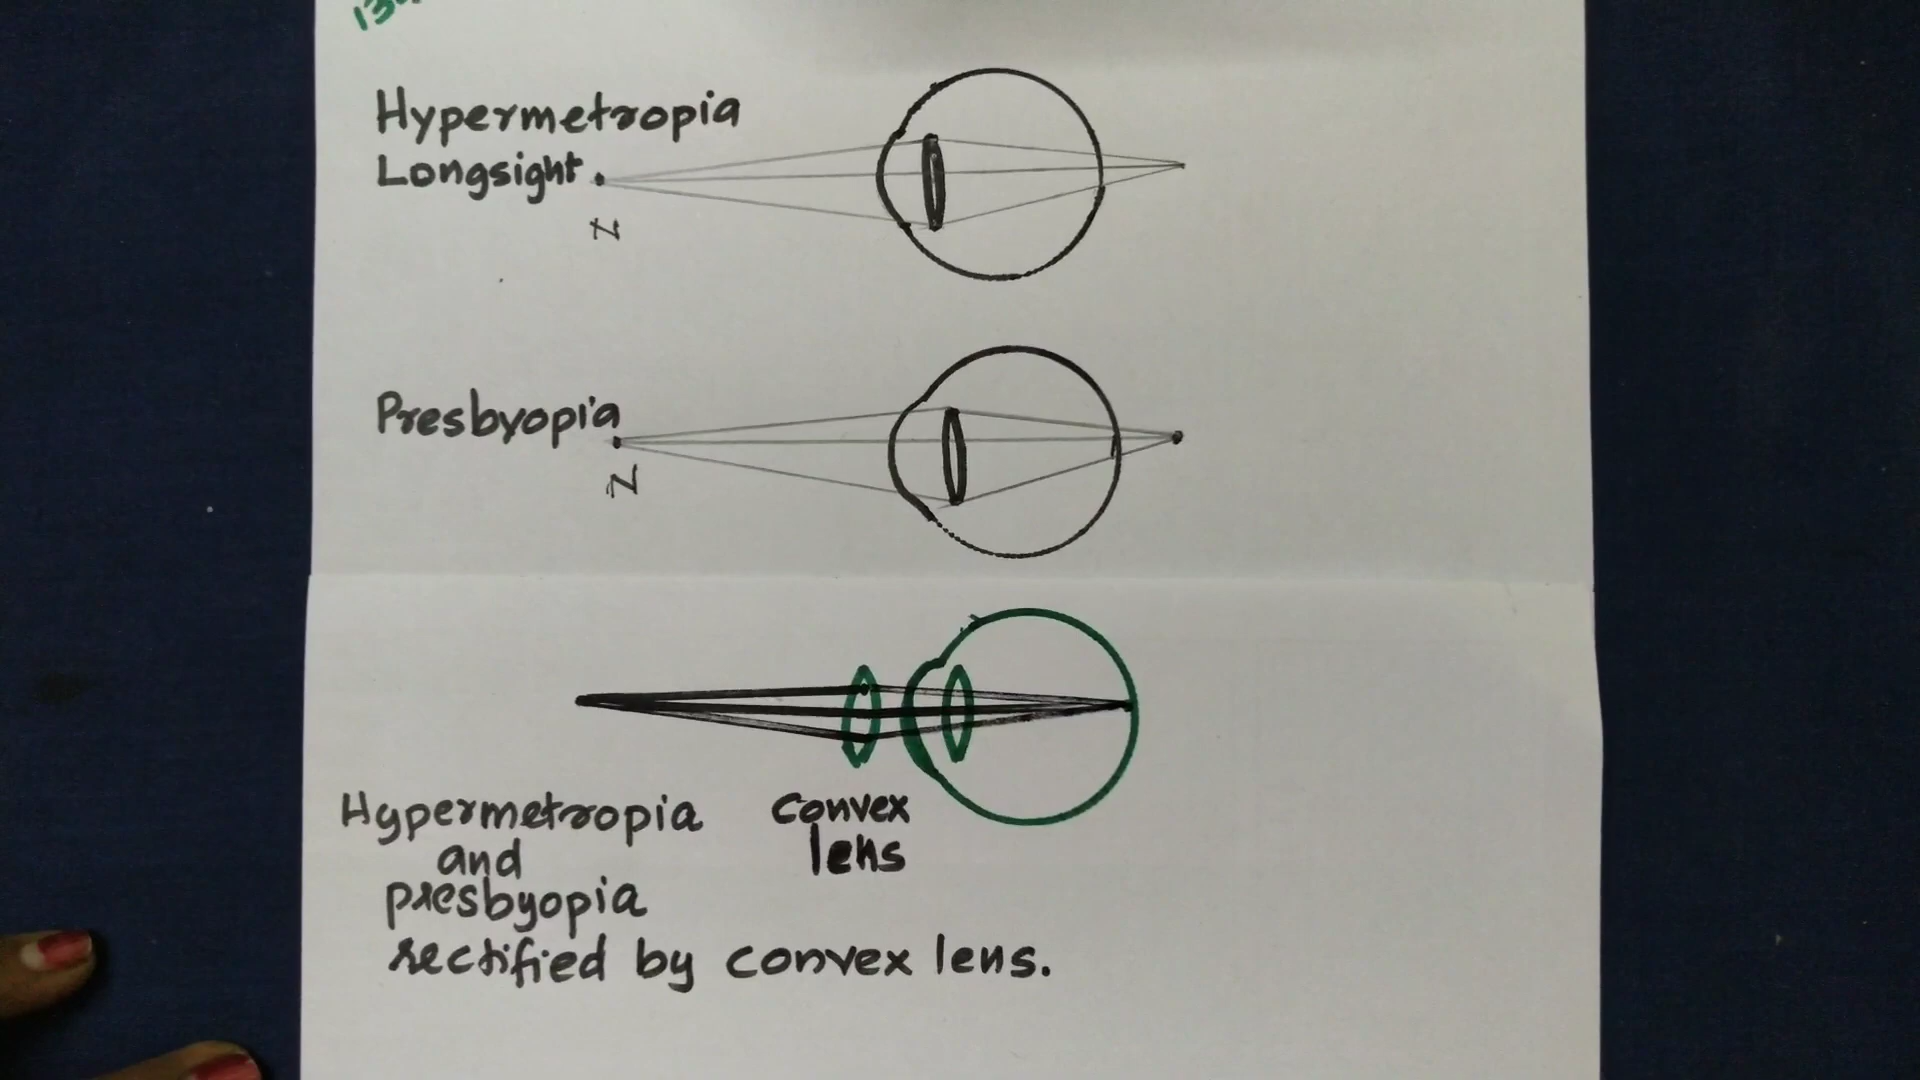 Hypermetropia
Longsight.
N
Presbyopia
N
Hypermetropia
and
presbyopia
rectified by convex lens.
convex
lens